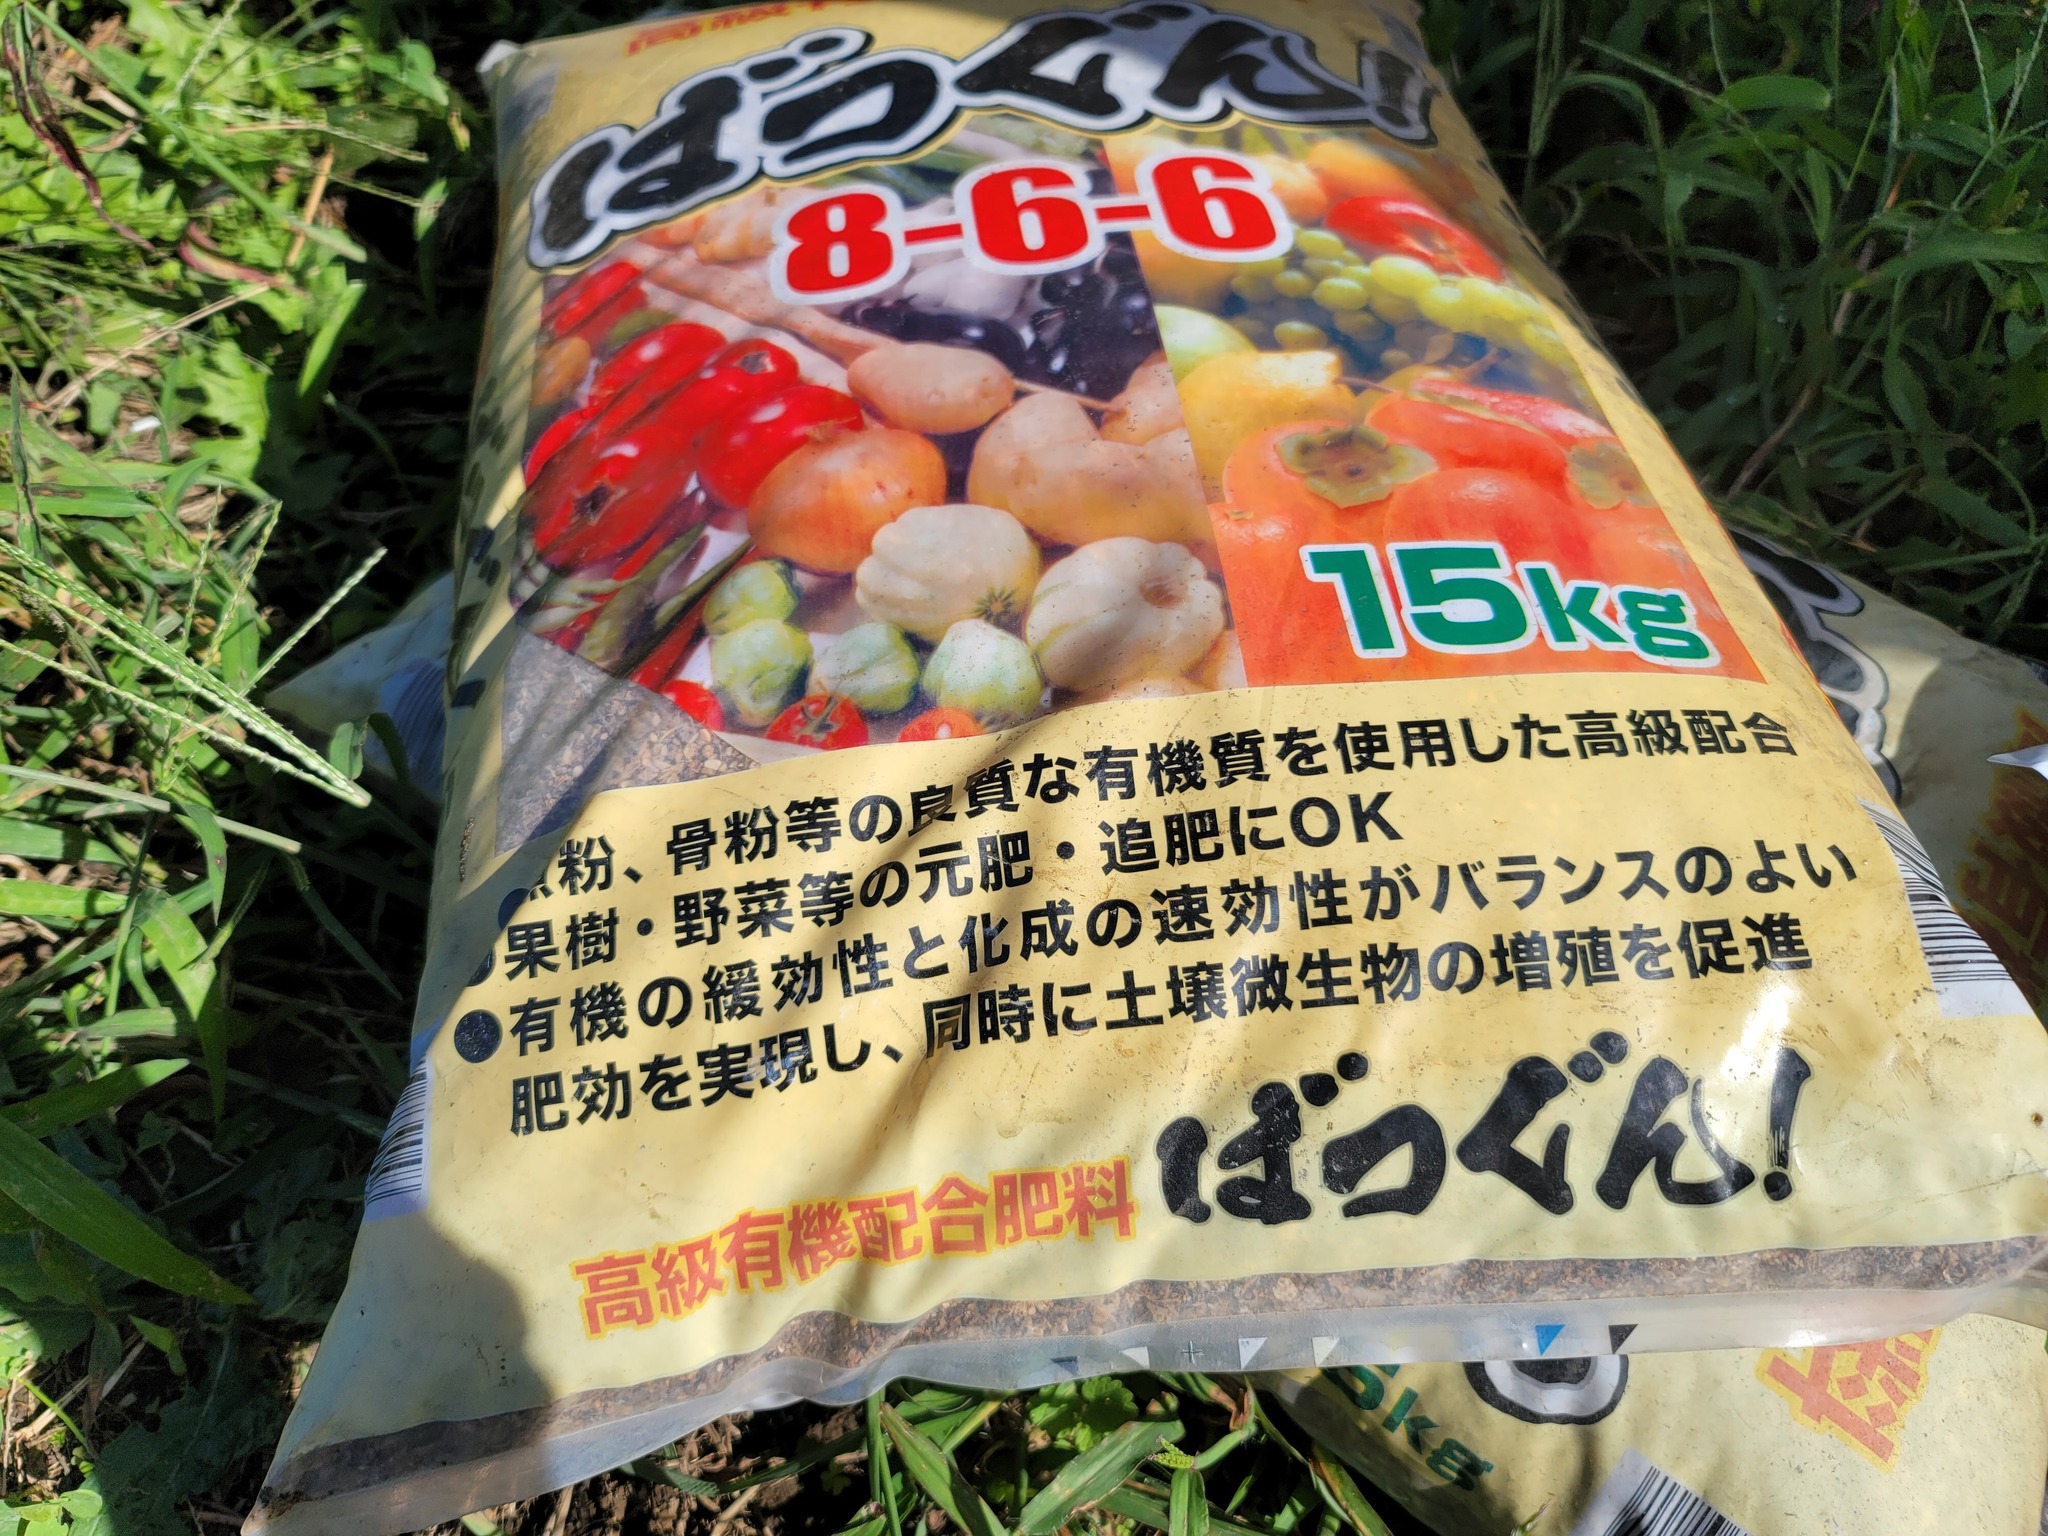 ばつぐん!
8-6-6
15kg
粉、骨粉等の良質な有機質を使用した高級配合
●果樹・野菜等の元肥・追肥にOK
●有機の緩効性と化成の速効性がバランスのよい
肥効を実現し、同時に土壌微生物の増殖を促進
高級有機配合肥料 ばつぐん!
5kg